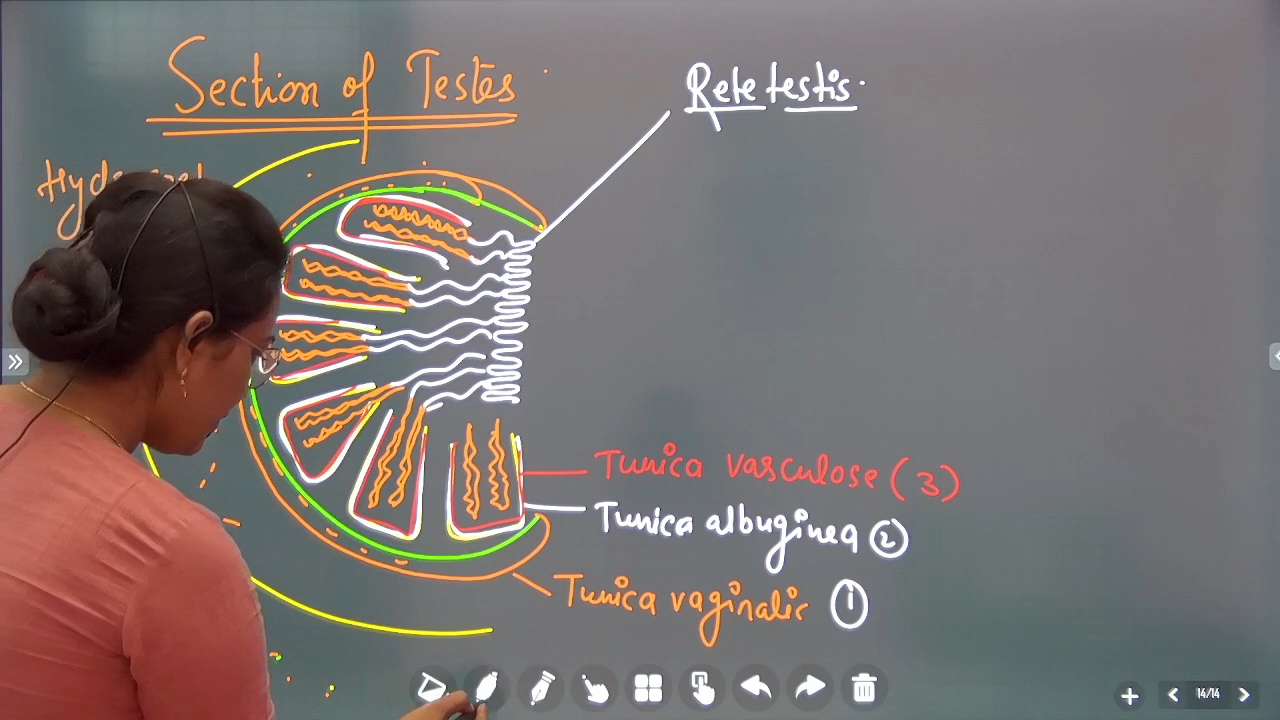 Section of Testes
Rete testis
Tunica vasculose (3)
Tunica albuginea 2
Tunica vaginalis 1
14/14